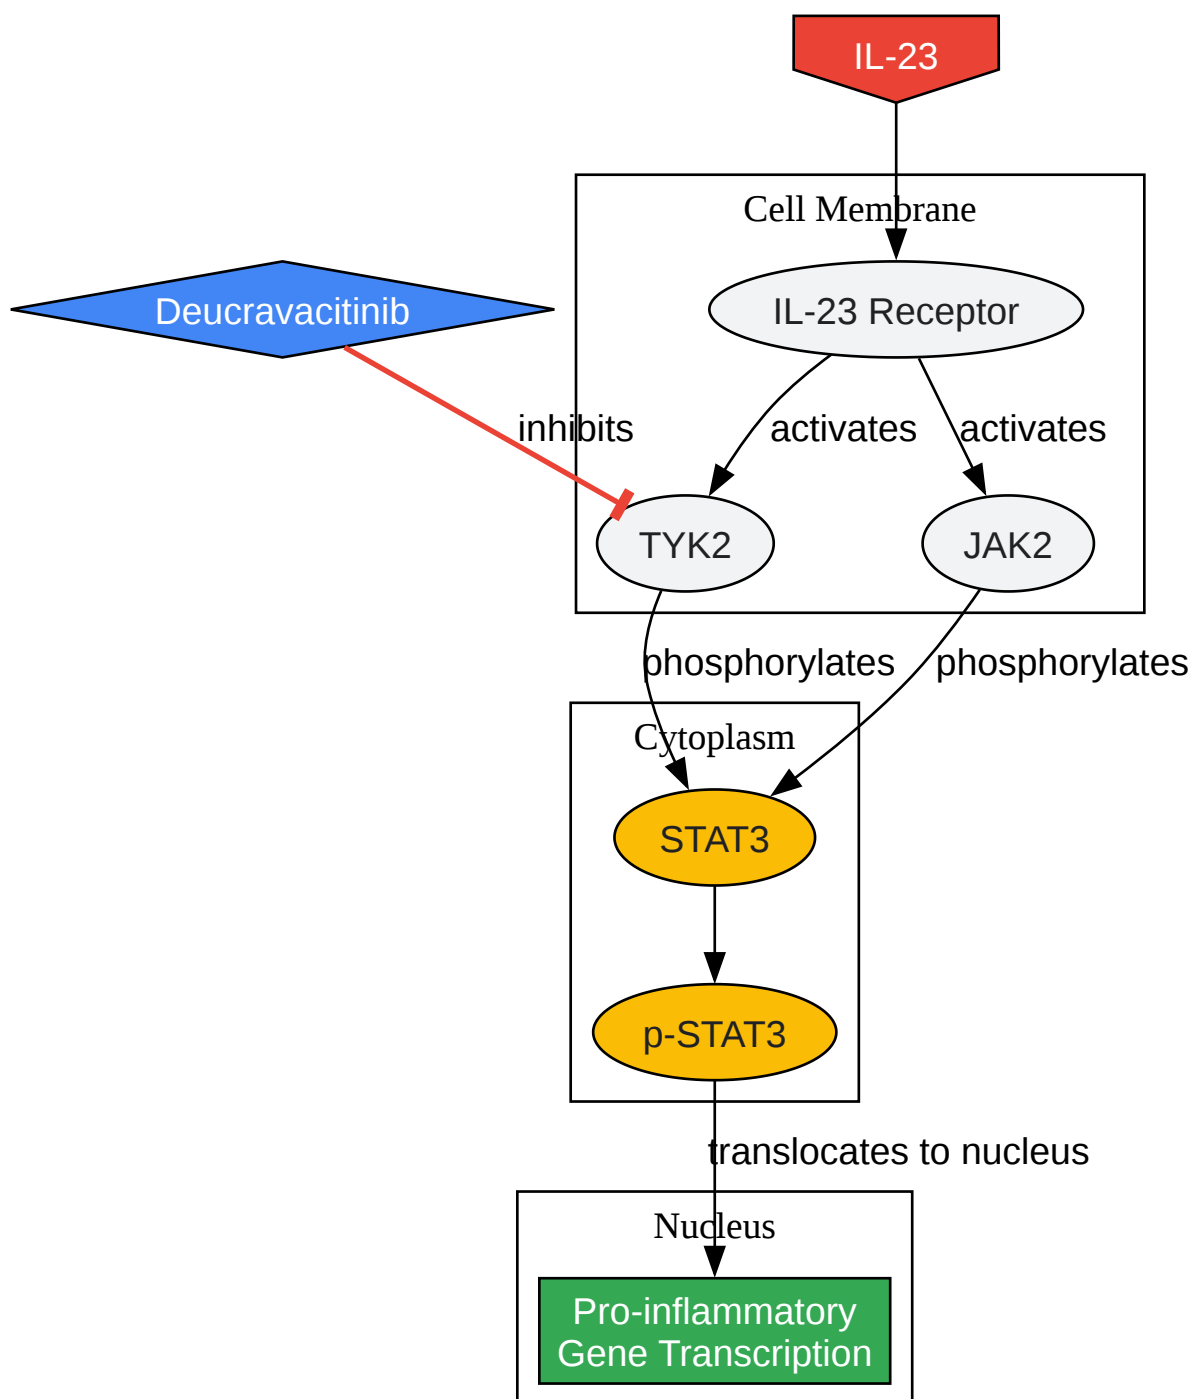 IL-23
Cell Membrane
Deucravacitinib
IL-23 Receptor
inhibits
activates
activates
TYK2
JAK2
phosphorylates
phosphorylates
Cytoplasm
STAT3
p-STAT3
translocates to nucleus
Nucleus
Pro-inflammatory
Gene Transcription